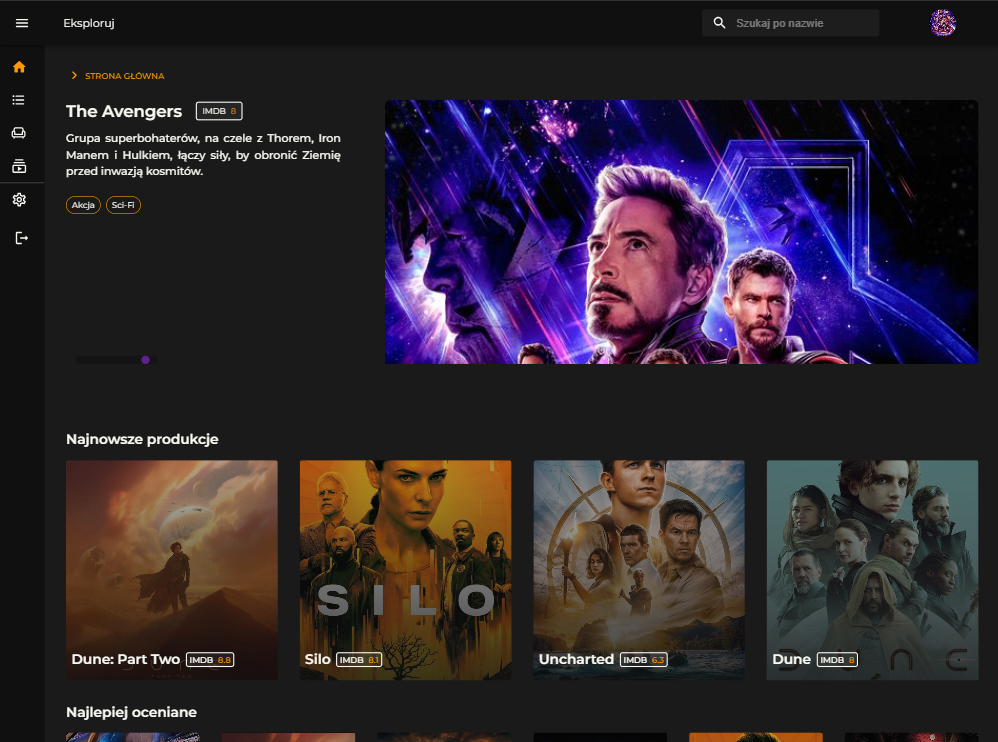 Eksploruj
Szukaj po nazwie
STRONA GŁÓWNA
The Avengers IMDB 8
Grupa superbohaterów, na czele z Thorem, Iron
Manem i Hulkiem, łączy siły, by obronić Ziemię
przed inwazją kosmitów.
Akcja Sci-Fi
Najnowsze produkcje
SILO
Dune: Part Two IMDB 8.8
Silo IMDB 8.1
Uncharted IMDB 6.3
Dune IMDB 8
Najlepiej oceniane